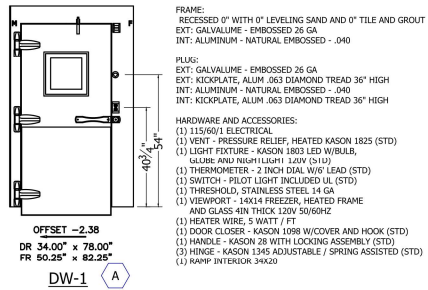 M F
40¾"
54"
OFFSET -2.38
DR 34.00" x 78.00"
FR 50.25" x 82.25"
DW-1
A
FRAME:
RECESSED 0" WITH 0" LEVELING SAND AND 0" TILE AND GROUT
EXT: GALVALUME - EMBOSSED 26 GA
INT: ALUMINUM - NATURAL EMBOSSED - .040
PLUG:
EXT: GALVALUME - EMBOSSED 26 GA
EXT: KICKPLATE, ALUM .063 DIAMOND TREAD 36" HIGH
INT: ALUMINUM - NATURAL EMBOSSED - .040
INT: KICKPLATE, ALUM .063 DIAMOND TREAD 36" HIGH
HARDWARE AND ACCESSORIES:
(1) 115/60/1 ELECTRICAL
(1) VENT - PRESSURE RELIEF, HEATED KASON 1825 (STD)
(1) LIGHT FIXTURE - KASON 1803 LED W/BULB,
GLOBE AND NIGHTLIGHT 120V (STD)
(1) THERMOMETER - 2 INCH DIAL W/6' LEAD (STD)
(1) SWITCH - PILOT LIGHT INCLUDED UL (STD)
(1) THRESHOLD, STAINLESS STEEL 14 GA
(1) VIEWPORT - 14X14 FREEZER, HEATED FRAME
AND GLASS 4IN THICK 120V 50/60HZ
(1) HEATER WIRE, 5 WATT / FT
(1) DOOR CLOSER - KASON 1098 W/COVER AND HOOK (STD)
(1) HANDLE - KASON 28 WITH LOCKING ASSEMBLY (STD)
(3) HINGE - KASON 1345 ADJUSTABLE / SPRING ASSISTED (STD)
(1) RAMP INTERIOR 34X20